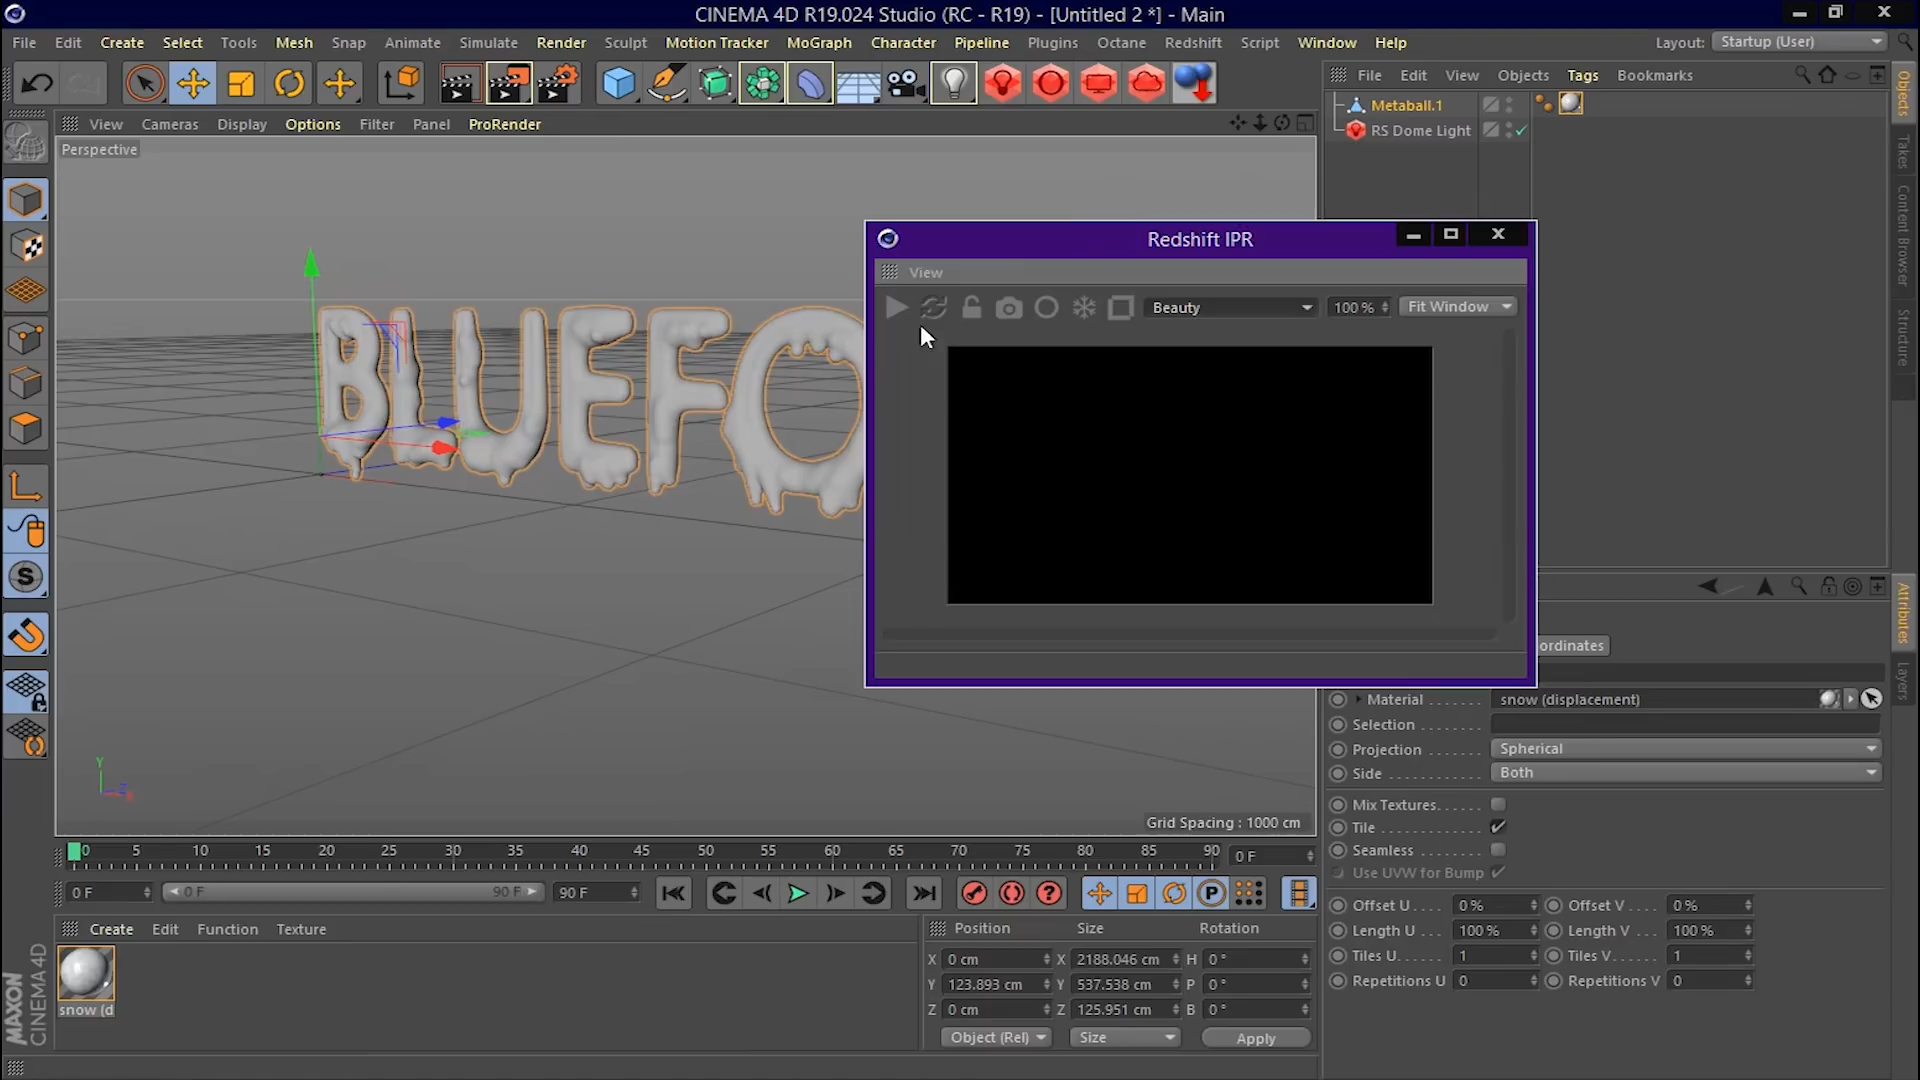 CINEMA 4D R19.024 Studio (RC - R19) - [Untitled 2 *] - Main
File Edit Create Select Tools Mesh Snap Animate Simulate Render Sculpt Motion Tracker MoGraph Character Pipeline Plugins Octane Redshift Script Window Help
Layout: Startup (User)
File Edit View Objects Tags Bookmarks
View Cameras Display Options Filter Panel ProRender
Perspective
Metaball.1
RS Dome Light
BLUEFO
Redshift IPR
View
Beauty 100 % Fit Window
ordinates
Material snow (displacement)
Selection
Projection Spherical
Side Both
Mix Textures
Tile
Seamless
Use UVW for Bump
Offset U 0 % Offset V 0 %
Length U 100 % Length V 100 %
Tiles U 1 Tiles V 1
Repetitions U 0 Repetitions V 0
Objects
Takes
Content Browser
Structure
Attributes
Layers
Y
Z
X
Grid Spacing : 1000 cm
0 5 10 15 20 25 30 35 40 45 50 55 60 65 70 75 80 85 90 0 F
0 F 0 F 90 F 90 F
P
S
Create Edit Function Texture
snow (d
MAXON
CINEMA 4D
Position Size Rotation
X 0 cm X 2188.046 cm H 0 °
Y 123.893 cm Y 537.538 cm P 0 °
Z 0 cm Z 125.951 cm B 0 °
Object (Rel) Size Apply